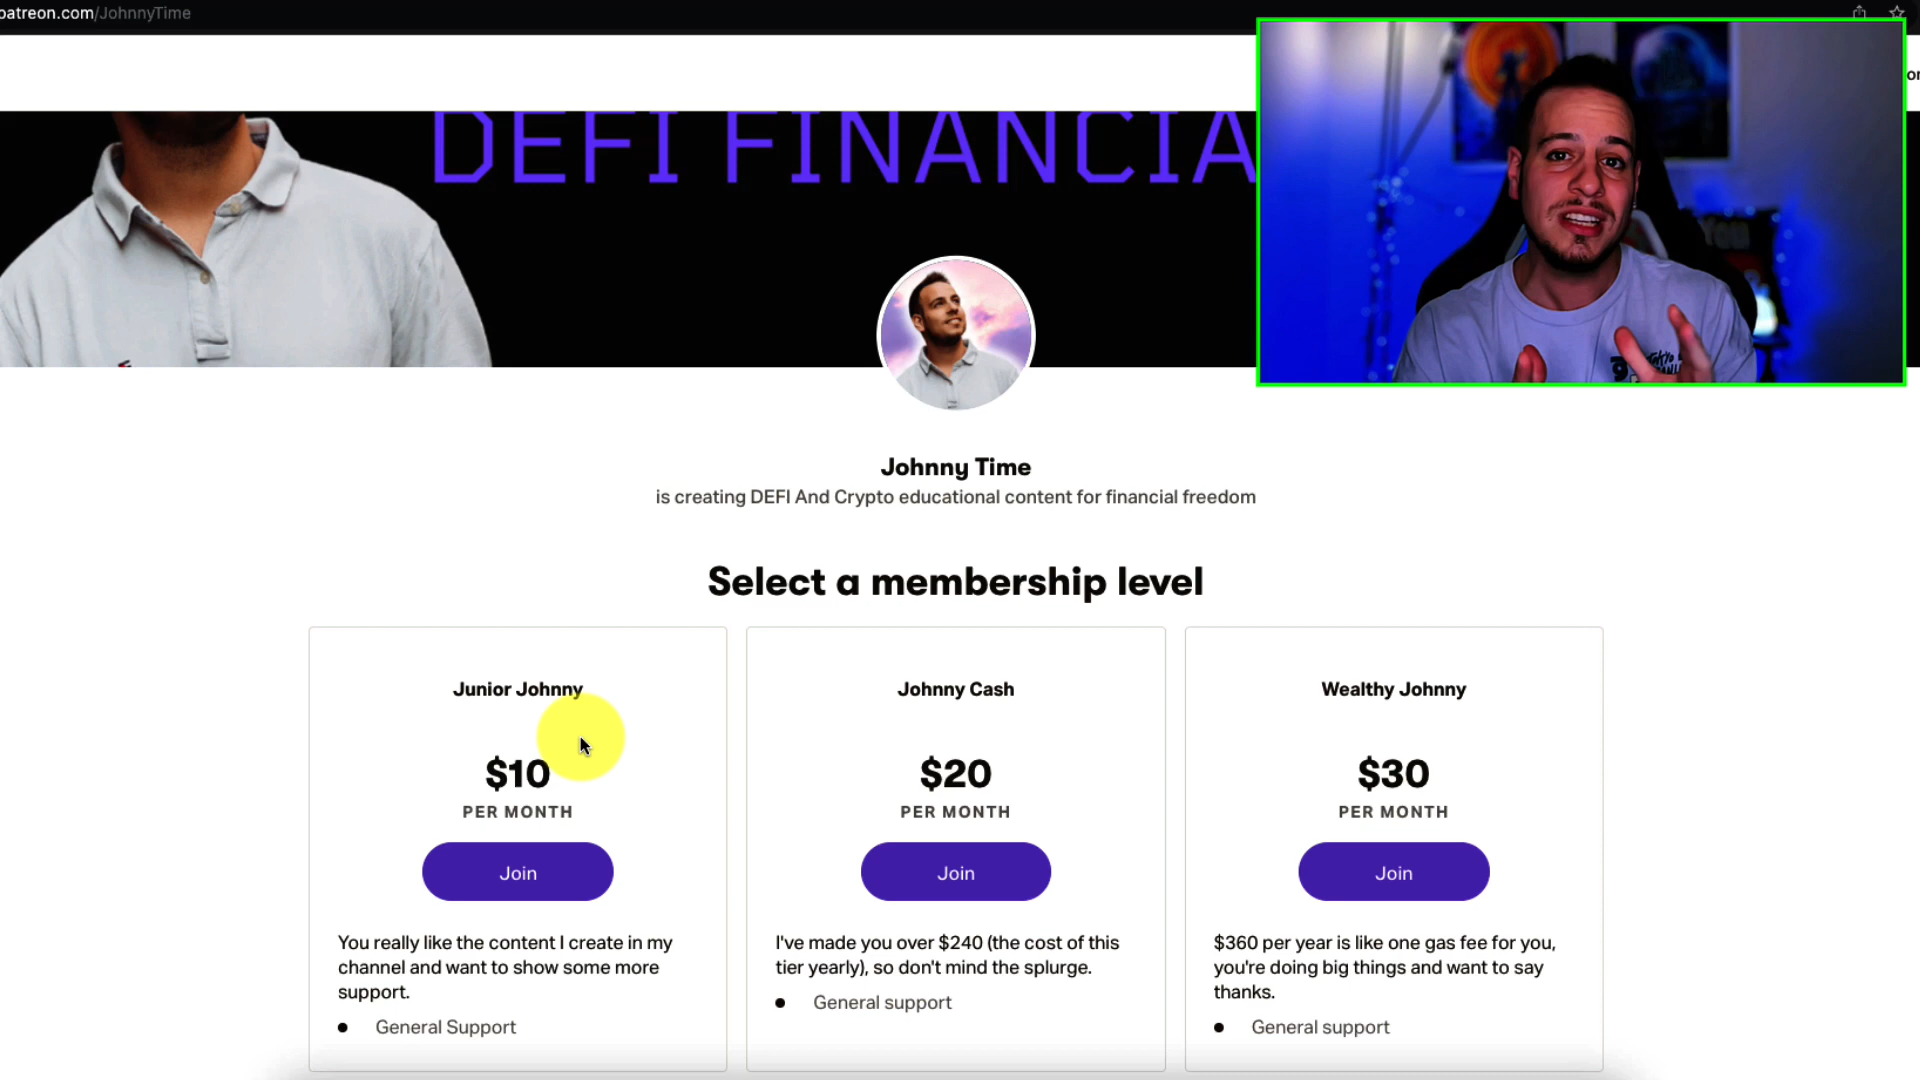 patreon.com/JohnnyTime
DEFI FINANCIA
Johnny Time
is creating DEFI And Crypto educational content for financial freedom
Select a membership level
Junior Johnny
$10
PER MONTH
Join
You really like the content I create in my
channel and want to show some more
support.
General Support
Johnny Cash
$20
PER MONTH
Join
I've made you over $240 (the cost of this
tier yearly), so don't mind the splurge.
General support
Wealthy Johnny
$30
PER MONTH
Join
$360 per year is like one gas fee for you,
you're doing big things and want to say
thanks.
General support